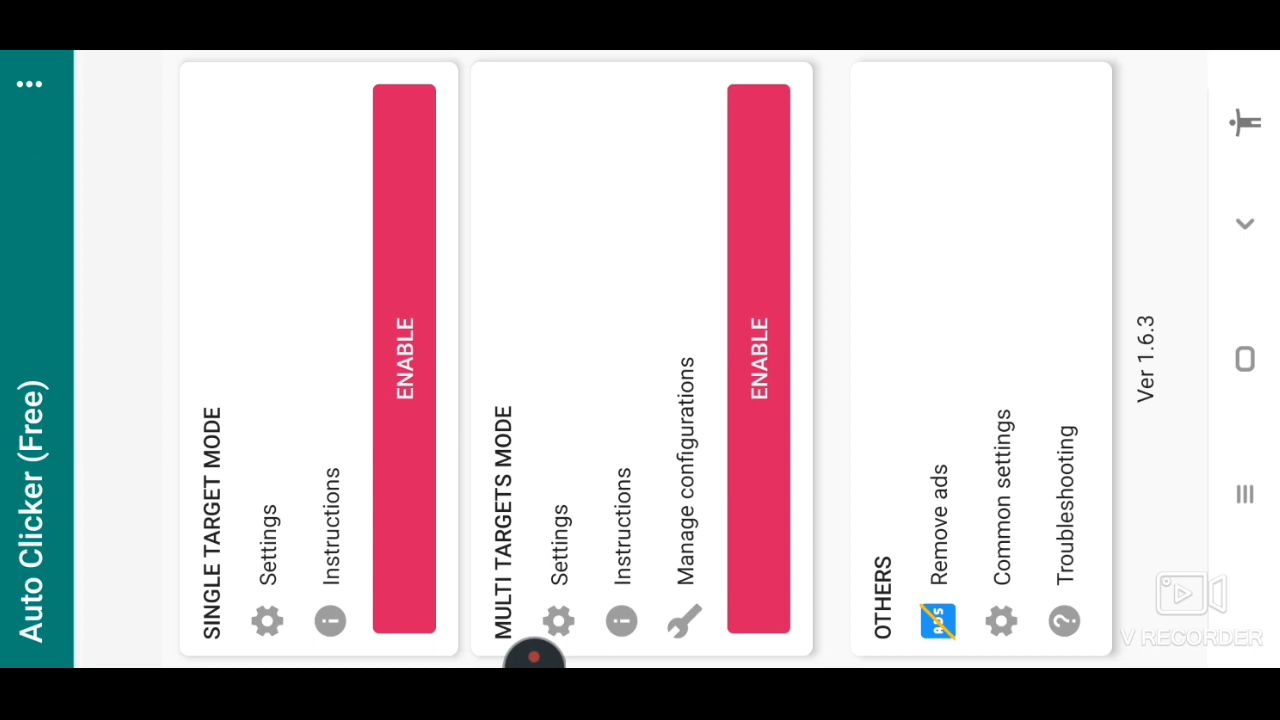 Auto Clicker (Free)
SINGLE TARGET MODE
Settings
Instructions
ENABLE
MULTI TARGETS MODE
Settings
Instructions
Manage configurations
ENABLE
OTHERS
ADS
Remove ads
Common settings
Troubleshooting
Ver 1.6.3
V RECORDER